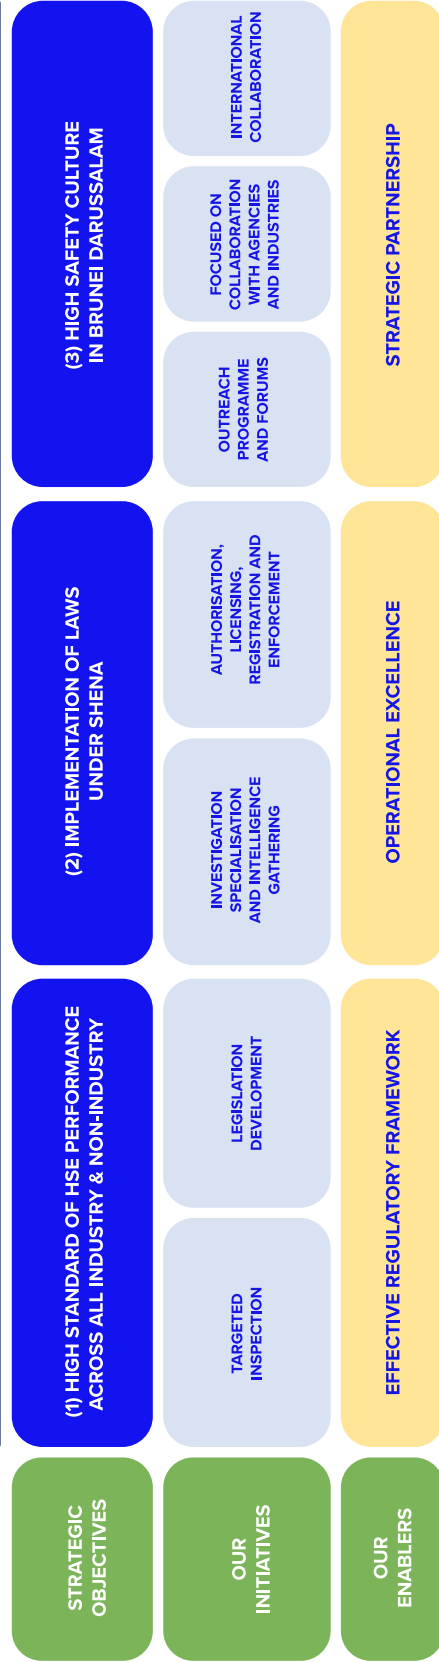 STRATEGIC
OBJECTIVES
(1) HIGH STANDARD OF HSE PERFORMANCE
ACROSS ALL INDUSTRY & NON-INDUSTRY
(2) IMPLEMENTATION OF LAWS
UNDER SHENA
(3) HIGH SAFETY CULTURE
IN BRUNEI DARUSSALAM
OUR
INITIATIVES
TARGETED
INSPECTION
LEGISLATION
DEVELOPMENT
INVESTIGATION
SPECIALISATION
AND INTELLIGENCE
GATHERING
AUTHORISATION,
LICENSING,
REGISTRATION AND
ENFORCEMENT
OUTREACH
PROGRAMME
AND FORUMS
FOCUSED ON
COLLABORATION
WITH AGENCIES
AND INDUSTRIES
INTERNATIONAL
COLLABORATION
OUR
ENABLERS
EFFECTIVE REGULATORY FRAMEWORK
OPERATIONAL EXCELLENCE
STRATEGIC PARTNERSHIP